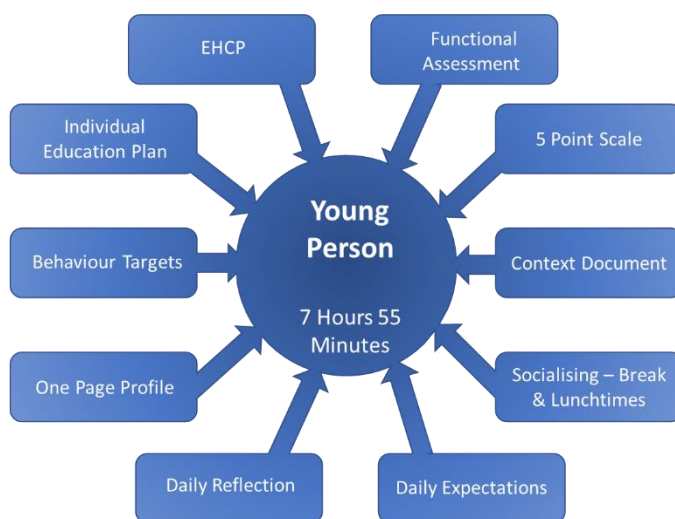 EHCP
Functional
Assessment
Individual
Education Plan
5 Point Scale
Young
Person
7 Hours 55
Minutes
Behaviour Targets
Context Document
One Page Profile
Socialising – Break
& Lunchtimes
Daily Reflection
Daily Expectations